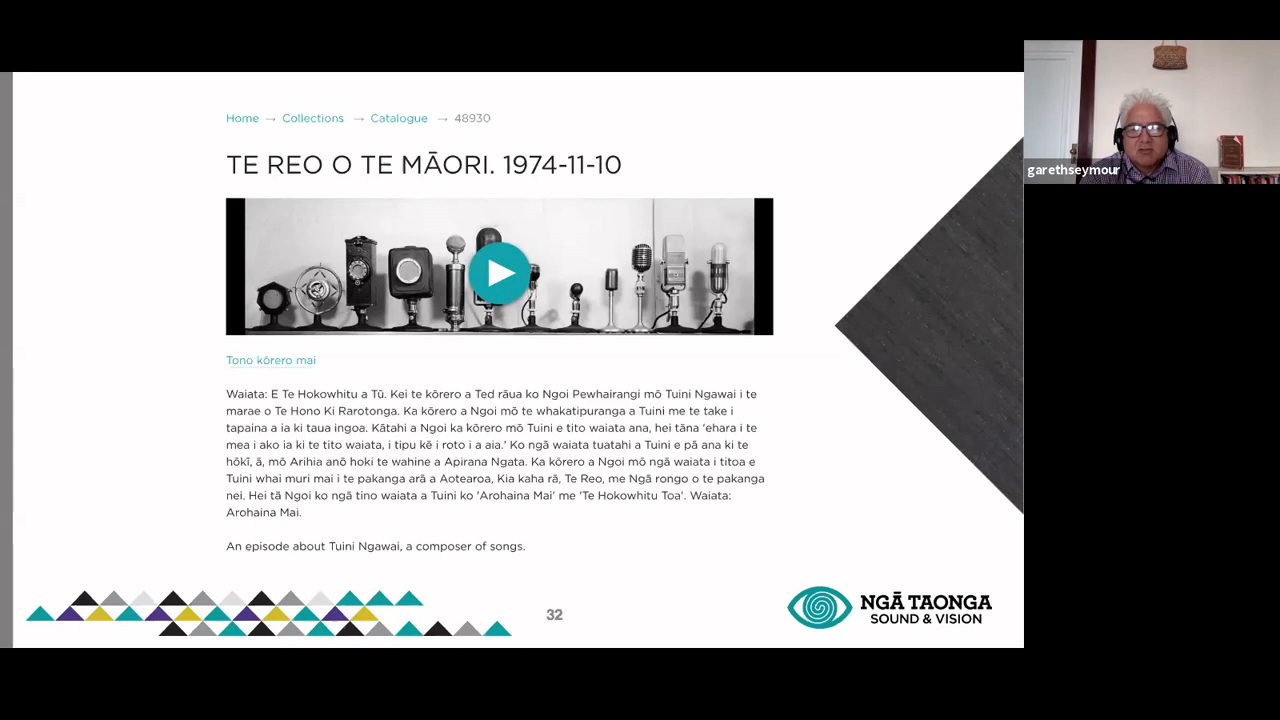 Home → Collections → Catalogue → 48930
TE REO O TE MĀORI. 1974-11-10
Tono kōrero mai
Waiata: E Te Hokowhitu a Tū. Kei te kōrero a Ted rāua ko Ngoi Pewhairangi mō Tuini Ngawai i te
marae o Te Hono Ki Rarotonga. Ka kōrero a Ngoi mō te whakatipuranga a Tuini me te take i
tapaina a ia ki taua ingoa. Kātahi a Ngoi ka kōrero mō Tuini e tito waiata ana, hei tāna 'ehara i te
mea i ako ia ki te tito waiata, i tipu kē i roto i a aia.' Ko ngā waiata tuatahi a Tuini e pā ana ki te
hōkī, ā, mō Arihia anō hoki te wahine a Apirana Ngata. Ka kōrero a Ngoi mō ngā waiata i titoa e
Tuini whai muri mai i te pakanga arā a Aotearoa, Kia kaha rā, Te Reo, me Ngā rongo o te pakanga
nei. Hei tā Ngoi ko ngā tino waiata a Tuini ko 'Arohaina Mai' me 'Te Hokowhitu Toa'. Waiata:
Arohaina Mai.
An episode about Tuini Ngawai, a composer of songs.
32
NGĀ TAONGA
SOUND & VISION
garethseymour